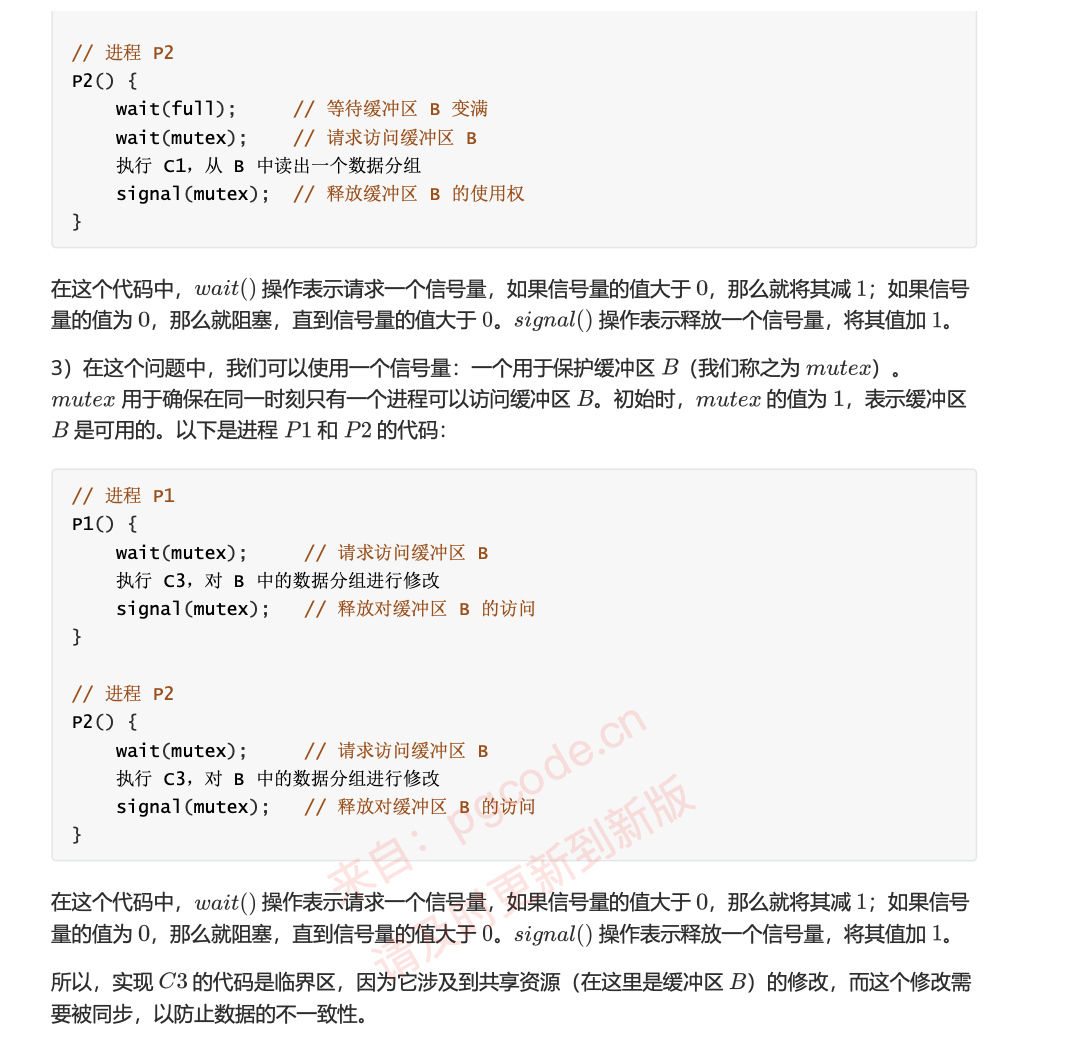 // 进程 P2
P2() {
    wait(full);     // 等待缓冲区 B 变满
    wait(mutex);    // 请求访问缓冲区 B
    执行 C1，从 B 中读出一个数据分组
    signal(mutex);  // 释放缓冲区 B 的使用权
}
在这个代码中，wait() 操作表示请求一个信号量，如果信号量的值大于 0，那么就将其减 1；如果信号
量的值为 0，那么就阻塞，直到信号量的值大于 0。signal() 操作表示释放一个信号量，将其值加 1。
3）在这个问题中，我们可以使用一个信号量：一个用于保护缓冲区 B（我们称之为 mutex）。
mutex 用于确保在同一时刻只有一个进程可以访问缓冲区 B。初始时，mutex 的值为 1，表示缓冲区
B 是可用的。以下是进程 P1 和 P2 的代码：
// 进程 P1
P1() {
    wait(mutex);     // 请求访问缓冲区 B
    执行 C3，对 B 中的数据分组进行修改
    signal(mutex);   // 释放对缓冲区 B 的访问
}
// 进程 P2
P2() {
    wait(mutex);     // 请求访问缓冲区 B
    执行 C3，对 B 中的数据分组进行修改
    signal(mutex);   // 释放对缓冲区 B 的访问
}
来自：pgcode.cn
请及时更新到新版
在这个代码中，wait() 操作表示请求一个信号量，如果信号量的值大于 0，那么就将其减 1；如果信号
量的值为 0，那么就阻塞，直到信号量的值大于 0。signal() 操作表示释放一个信号量，将其值加 1。
所以，实现 C3 的代码是临界区，因为它涉及到共享资源（在这里是缓冲区 B）的修改，而这个修改需
要被同步，以防止数据的不一致性。